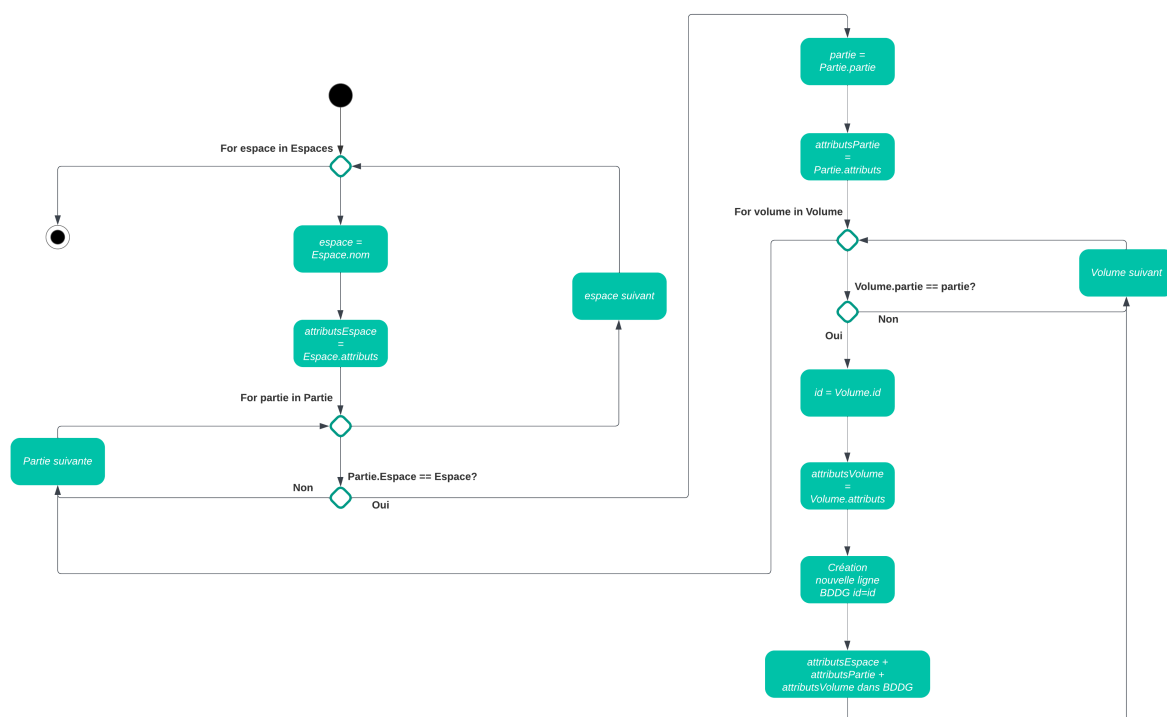 For espace in Espaces
espace =
Espace.nom
attributsEspace
=
Espace.attributs
espace suivant
For partie in Partie
Partie suivante
Partie.Espace == Espace?
Non
Oui
partie =
Partie.partie
attributsPartie
=
Partie.attributs
For volume in Volume
Volume suivant
Volume.partie == partie?
Non
Oui
id = Volume.id
attributsVolume
=
Volume.attributs
Création
nouvelle ligne
BDDG id=id
attributsEspace +
attributsPartie +
attributsVolume dans BDDG